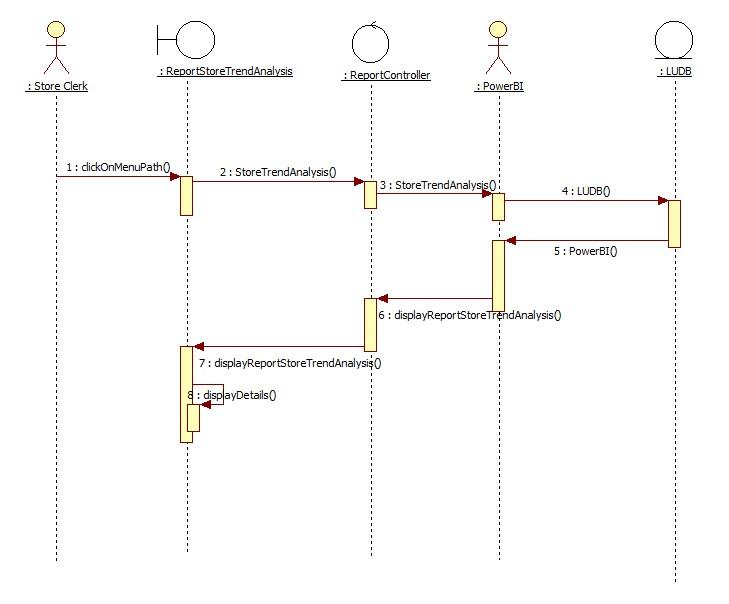 : Store Clerk
: ReportStoreTrendAnalysis
: ReportController
: PowerBI
: LUDB
1 : clickOnMenuPath()
2 : StoreTrendAnalysis()
3 : StoreTrendAnalysis()
4 : LUDB()
5 : PowerBI()
6 : displayReportStoreTrendAnalysis()
7 : displayReportStoreTrendAnalysis()
8 : displayDetails()